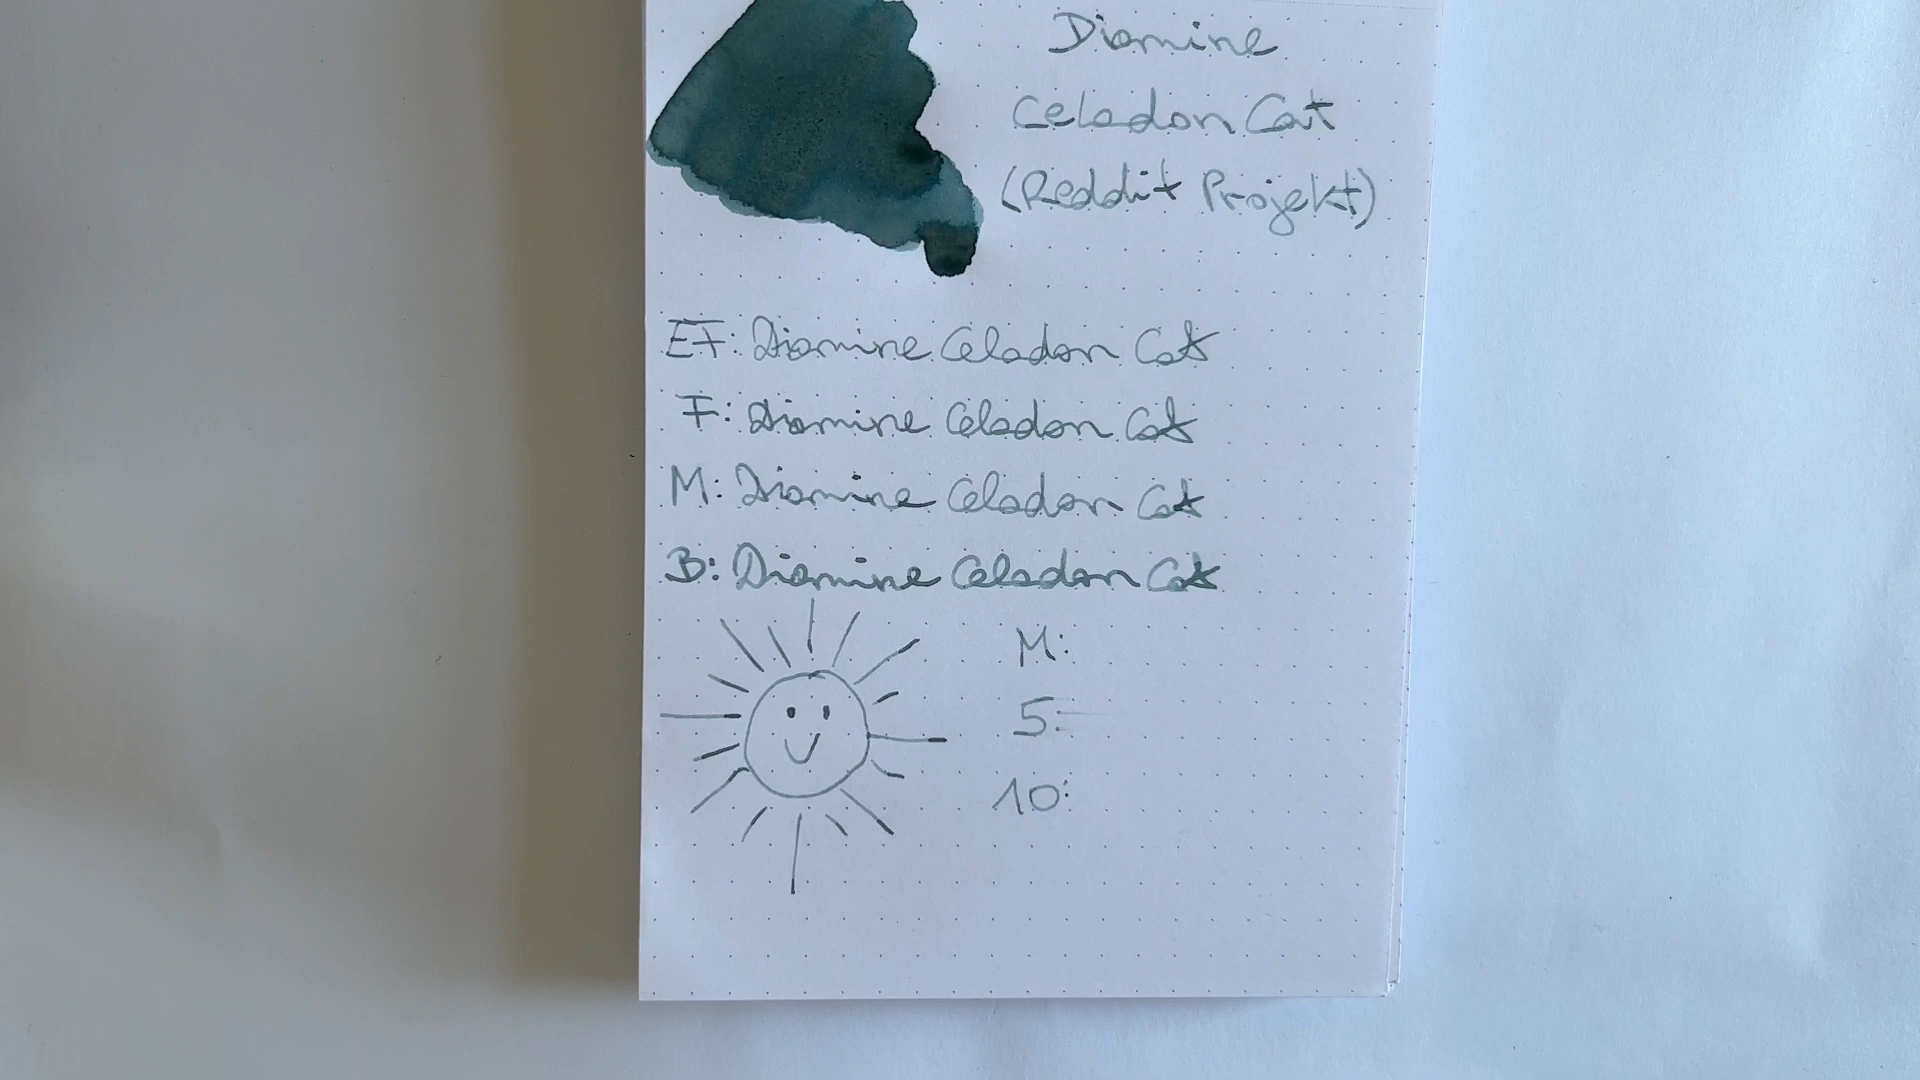 Diamine
Celadon Cat
(Reddit Projekt)
EF: Diamine Celadon Cat
F: Diamine Celadon Cat
M: Diamine Celadon Cat
B: Diamine Celadon Cat
M:
5:
10: